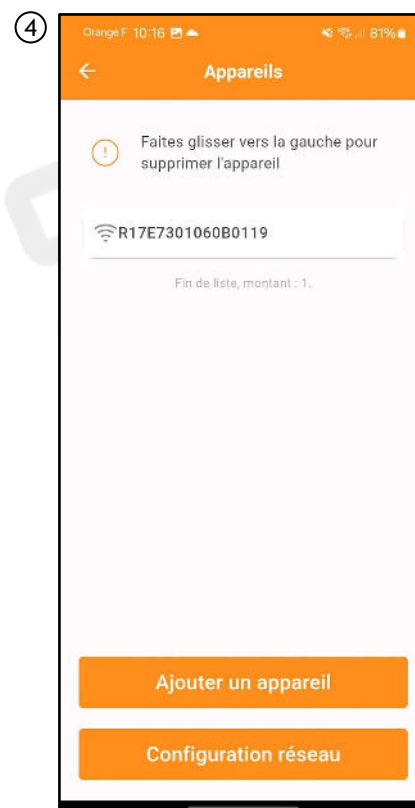 ④
Orange F 10:16 81%
Appareils
Faites glisser vers la gauche pour
supprimer l'appareil
R17E7301060B0119
Fin de liste, montant : 1.
Ajouter un appareil
Configuration réseau